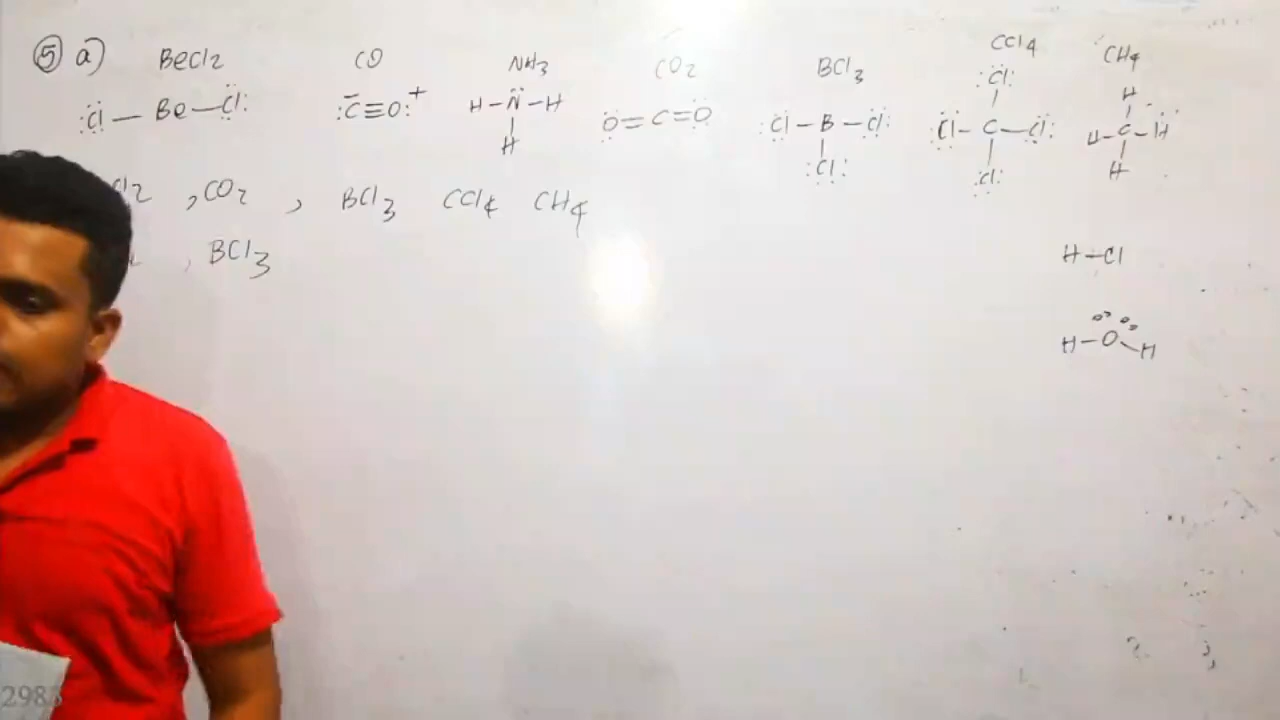 ⑤ a) BeCl2 CO NH3 CO2 BCl3 CCl4 CH4
:Cl — Be — Cl: :C≡O:+ H-N-H O=C=O :Cl-B-Cl: :Cl-C-Cl: H-C-H
H :Cl: :Cl: H
:Cl: H
, CO2 , BCl3 CCl4 CH4
, BCl3
H-Cl
H-O-H
298